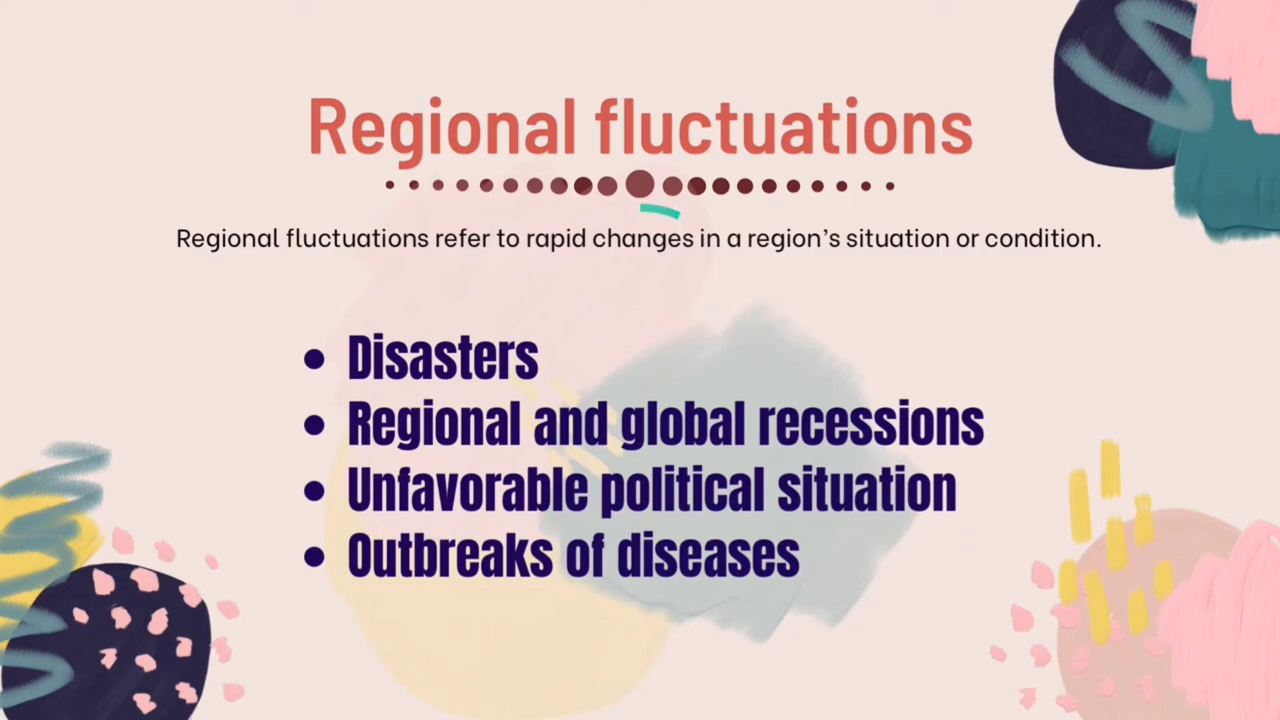 Regional fluctuations
Regional fluctuations refer to rapid changes in a region's situation or condition.
• Disasters
• Regional and global recessions
• Unfavorable political situation
• Outbreaks of diseases